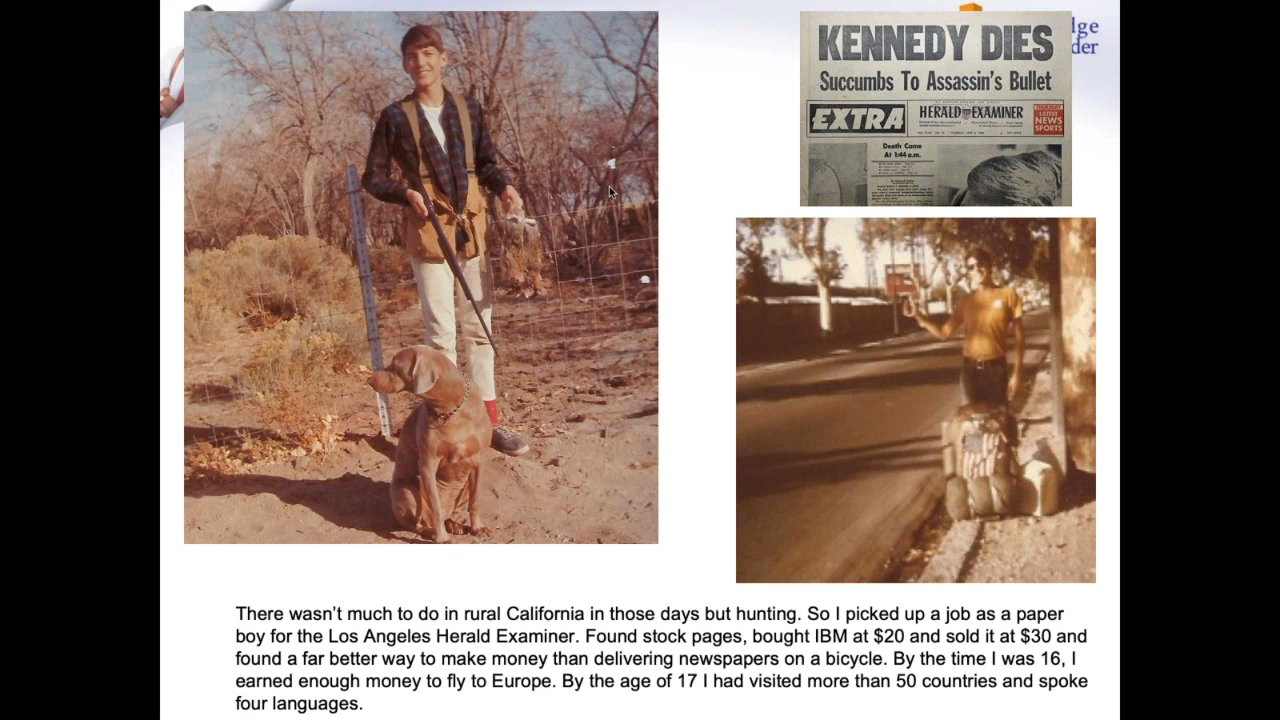 dge
der
KENNEDY DIES
Succumbs To Assassin's Bullet
EXTRA
HERALD EXAMINER
LATEST
NEWS
SPORTS
Death Came
At 1:44 a.m.
There wasn't much to do in rural California in those days but hunting. So I picked up a job as a paper
boy for the Los Angeles Herald Examiner. Found stock pages, bought IBM at $20 and sold it at $30 and
found a far better way to make money than delivering newspapers on a bicycle. By the time I was 16, I
earned enough money to fly to Europe. By the age of 17 I had visited more than 50 countries and spoke
four languages.